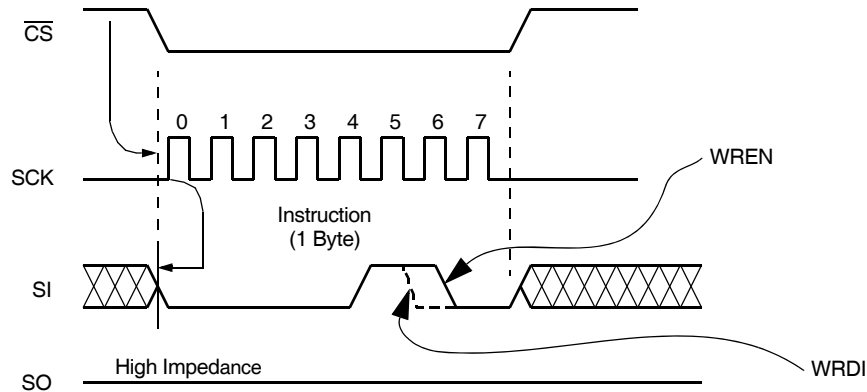 CS
0 1 2 3 4 5 6 7
WREN
SCK
Instruction
(1 Byte)
SI
High Impedance
WRDI
SO